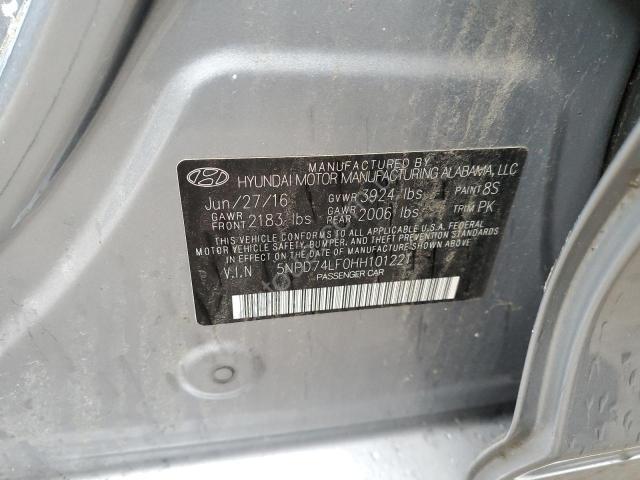 MANUFACTURED BY
HYUNDAI MOTOR MANUFACTURING ALABAMA, LLC
Jun/27/16 GVWR 3924 lbs PAINT 8S
GAWR FRONT 2183 lbs GAWR REAR 2006 lbs TRIM PK
THIS VEHICLE CONFORMS TO ALL APPLICABLE U.S.A. FEDERAL
MOTOR VEHICLE SAFETY, BUMPER, AND THEFT PREVENTION STANDARDS
IN EFFECT ON THE DATE OF MANUFACTURE SHOWN ABOVE.
V.I.N 5NPD74LF0HH101221
PASSENGER CAR